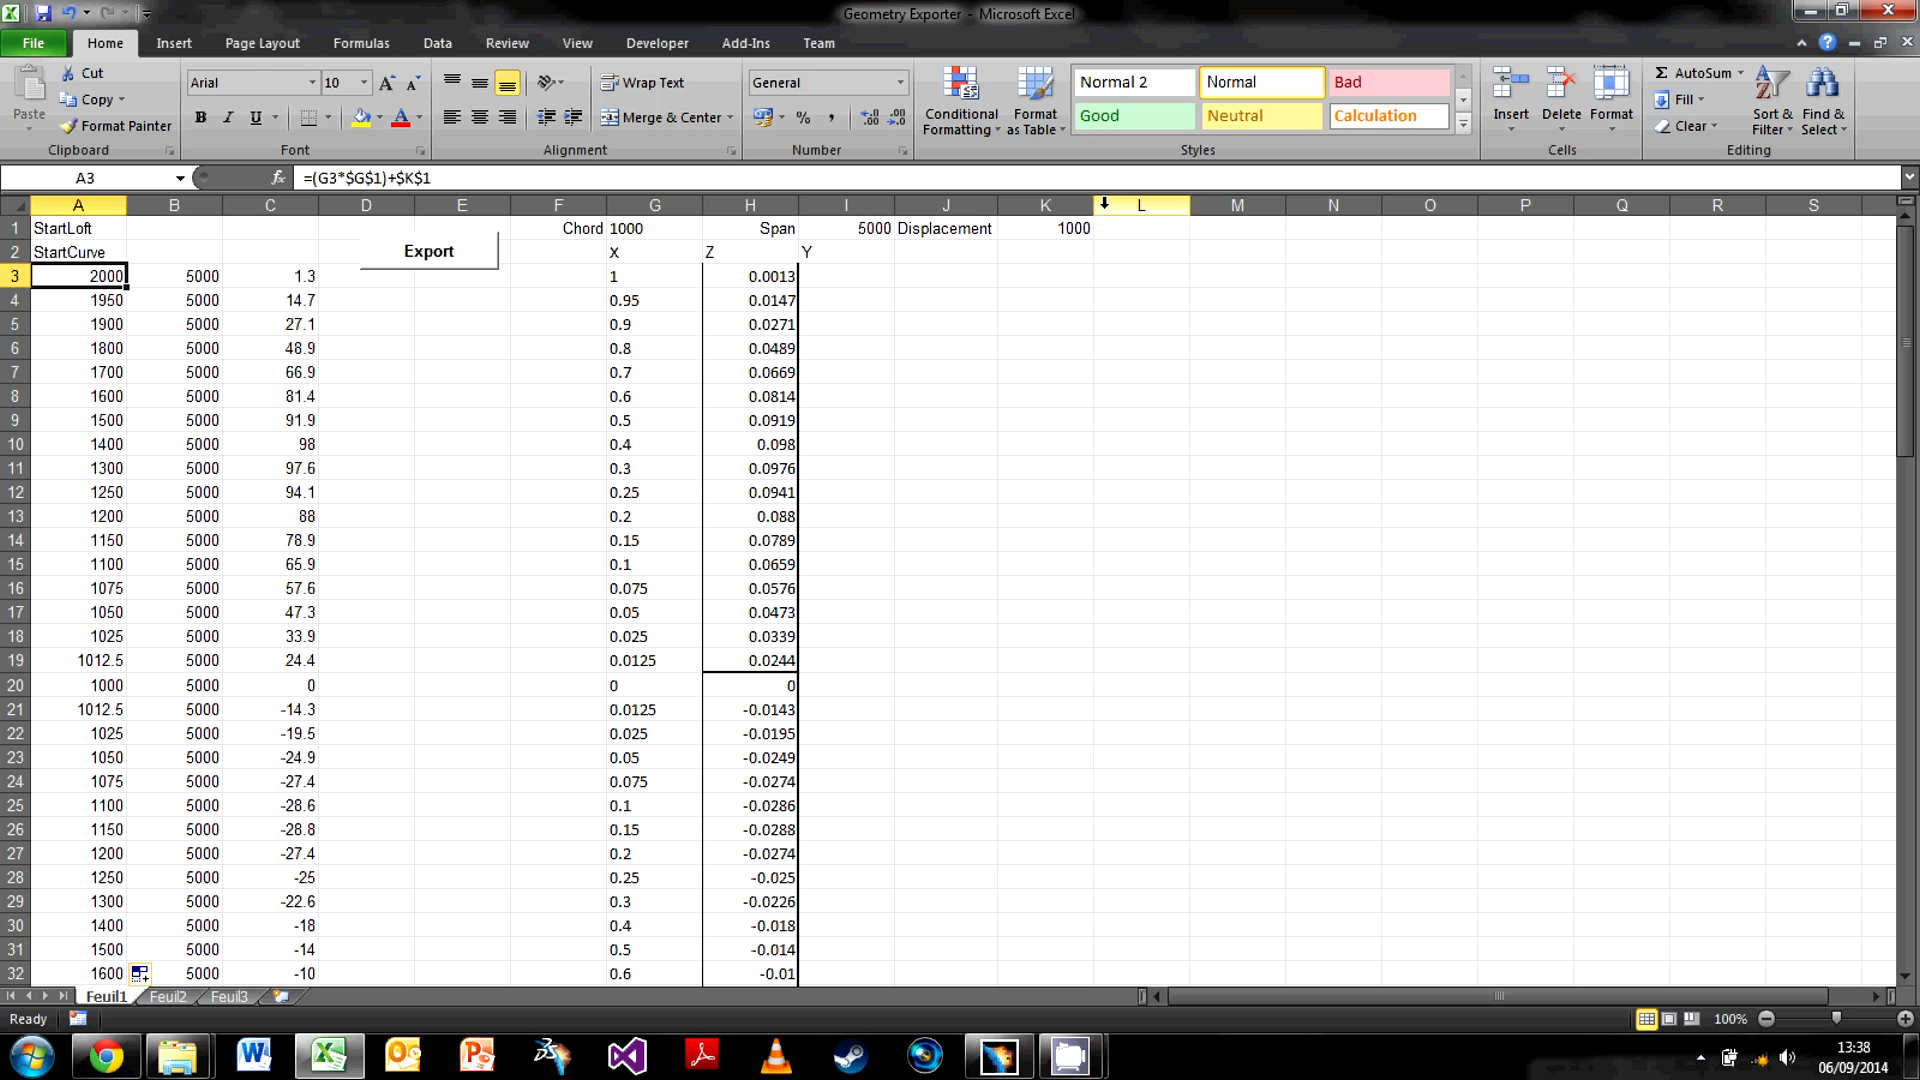 Geometry Exporter - Microsoft Excel
File Home Insert Page Layout Formulas Data Review View Developer Add-Ins Team
Paste Cut Copy Format Painter
Arial 10
B I U
Wrap Text
Merge & Center
General
%
Conditional Formatting
Format as Table
Normal 2 Normal Bad
Good Neutral Calculation
Insert Delete Format
AutoSum
Fill
Clear
Sort & Filter
Find & Select
Clipboard Font Alignment Number Styles Cells Editing
A3 fx =(G3*$G$1)+$K$1
A B C D E F G H I J K L M N O P Q R S
1 StartLoft Chord 1000 Span 5000 Displacement 1000
2 StartCurve Export X Z Y
3 2000 5000 1.3 1 0.0013
4 1950 5000 14.7 0.95 0.0147
5 1900 5000 27.1 0.9 0.0271
6 1800 5000 48.9 0.8 0.0489
7 1700 5000 66.9 0.7 0.0669
8 1600 5000 81.4 0.6 0.0814
9 1500 5000 91.9 0.5 0.0919
10 1400 5000 98 0.4 0.098
11 1300 5000 97.6 0.3 0.0976
12 1250 5000 94.1 0.25 0.0941
13 1200 5000 88 0.2 0.088
14 1150 5000 78.9 0.15 0.0789
15 1100 5000 65.9 0.1 0.0659
16 1075 5000 57.6 0.075 0.0576
17 1050 5000 47.3 0.05 0.0473
18 1025 5000 33.9 0.025 0.0339
19 1012.5 5000 24.4 0.0125 0.0244
20 1000 5000 0 0 0
21 1012.5 5000 -14.3 0.0125 -0.0143
22 1025 5000 -19.5 0.025 -0.0195
23 1050 5000 -24.9 0.05 -0.0249
24 1075 5000 -27.4 0.075 -0.0274
25 1100 5000 -28.6 0.1 -0.0286
26 1150 5000 -28.8 0.15 -0.0288
27 1200 5000 -27.4 0.2 -0.0274
28 1250 5000 -25 0.25 -0.025
29 1300 5000 -22.6 0.3 -0.0226
30 1400 5000 -18 0.4 -0.018
31 1500 5000 -14 0.5 -0.014
32 1600 5000 -10 0.6 -0.01
Feuil1 Feuil2 Feuil3
Ready 100%
13:38
06/09/2014